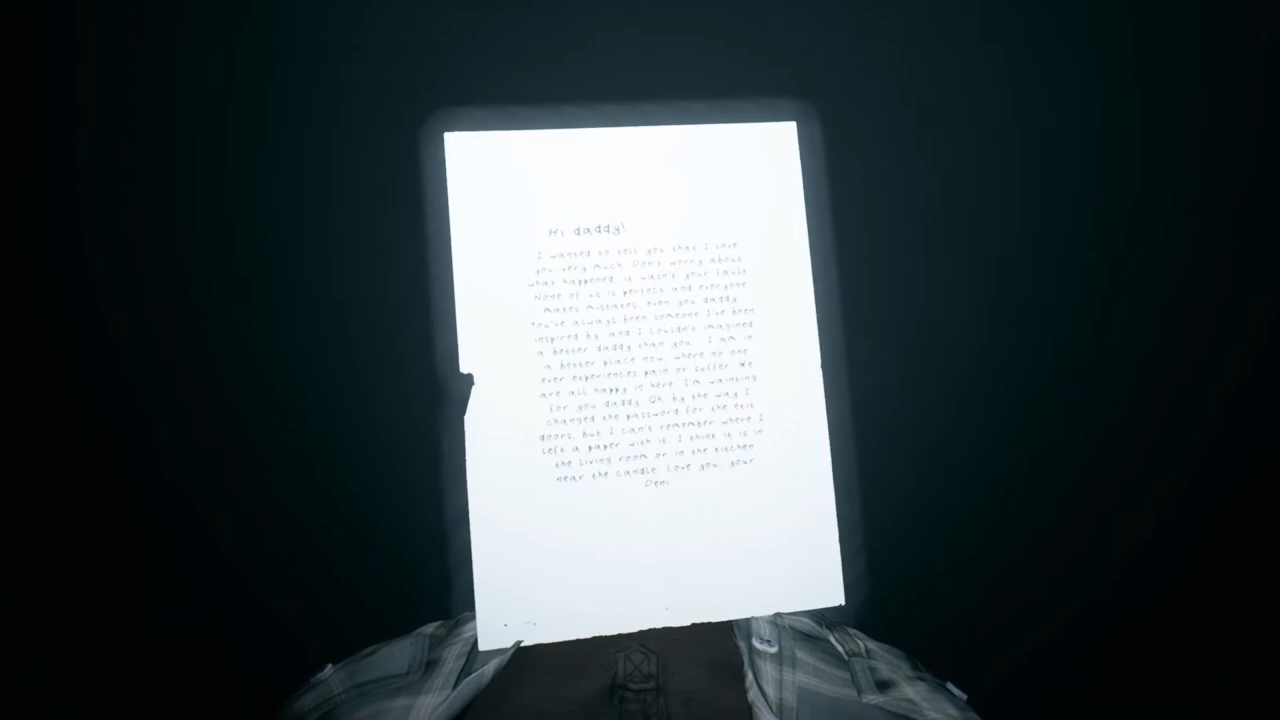 Hi daddy!
I wanted to tell you that I love
you very much. Don't worry about
what happened, it wasn't your fault
None of us is perfect and everyone
makes mistakes, even you daddy.
You've always been someone I've been
inspired by, and I couldn't imagined
a better daddy than you. I am in
a better place now, where no one
ever experiences pain or suffer. We
are all happy in here. I'm wainting
for you daddy. Oh, by the way I
changed the password for the exit
doors, but I can't remember where I
left a paper with it. I think it is in
the living room or in the kitchen
near the candle. Love you, your
Deni